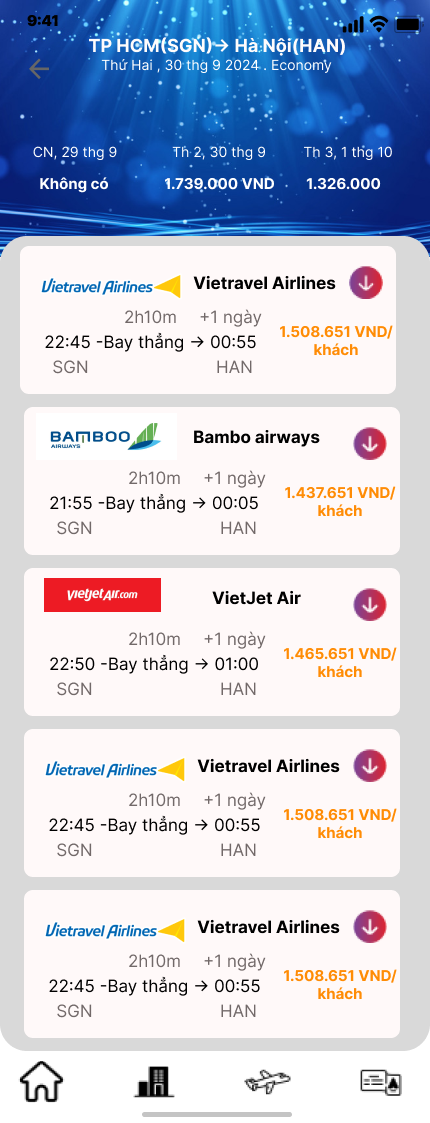 9:41
TP HCM(SGN)→ Hà Nội(HAN)
Thứ Hai , 30 thg 9 2024 . Economy
CN, 29 thg 9
Th 2, 30 thg 9
Th 3, 1 thg 10
Không có
1.739.000 VND
1.326.000
Vietravel Airlines
Vietravel Airlines
2h10m +1 ngày
22:45 -Bay thẳng → 00:55
SGN HAN
1.508.651 VND/
khách
BAMBOO
AIRWAYS
Bambo airways
2h10m +1 ngày
21:55 -Bay thẳng → 00:05
SGN HAN
1.437.651 VND/
khách
vietjetAir.com
VietJet Air
2h10m +1 ngày
22:50 -Bay thẳng → 01:00
SGN HAN
1.465.651 VND/
khách
Vietravel Airlines
Vietravel Airlines
2h10m +1 ngày
22:45 -Bay thẳng → 00:55
SGN HAN
1.508.651 VND/
khách
Vietravel Airlines
Vietravel Airlines
2h10m +1 ngày
22:45 -Bay thẳng → 00:55
SGN HAN
1.508.651 VND/
khách